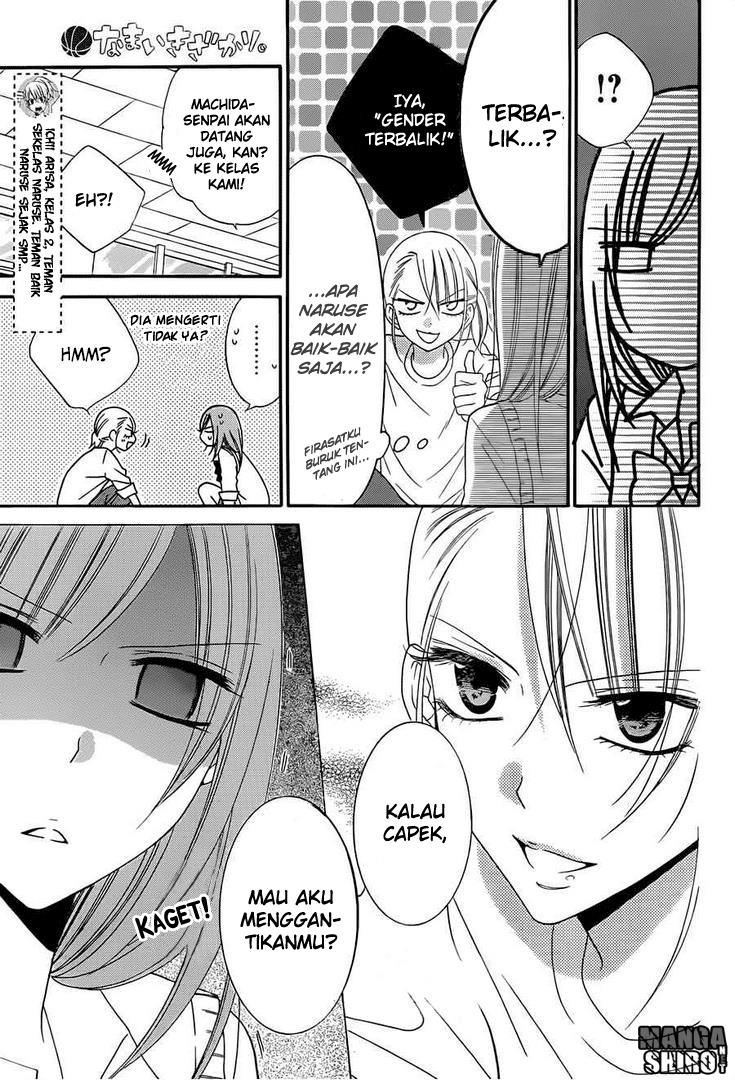 !?
TERBA-
LIK...?
IYA,
"GENDER
TERBALIK!"
...APA
NARUSE
AKAN
BAIK-BAIK
SAJA...?
FIRASATKU
BURUK TEN-
TANG INI...
なまいきざかり。
MACHIDA-
SENPAI AKAN
DATANG
JUGA, KAN?
KE KELAS
KAMI!
MMM
EH?!
ICHII ARISA, KELAS 2, TEMAN
SEKELAS NARUSE. TEMAN BAIK
NARUSE SEJAK SMP...
.........
DIA MENGERTI
TIDAK YA?
HMM?
KALAU
CAPEK,
MAU AKU
MENGGAN-
TIKANMU?
KAGET!
MANGA
SHIRO